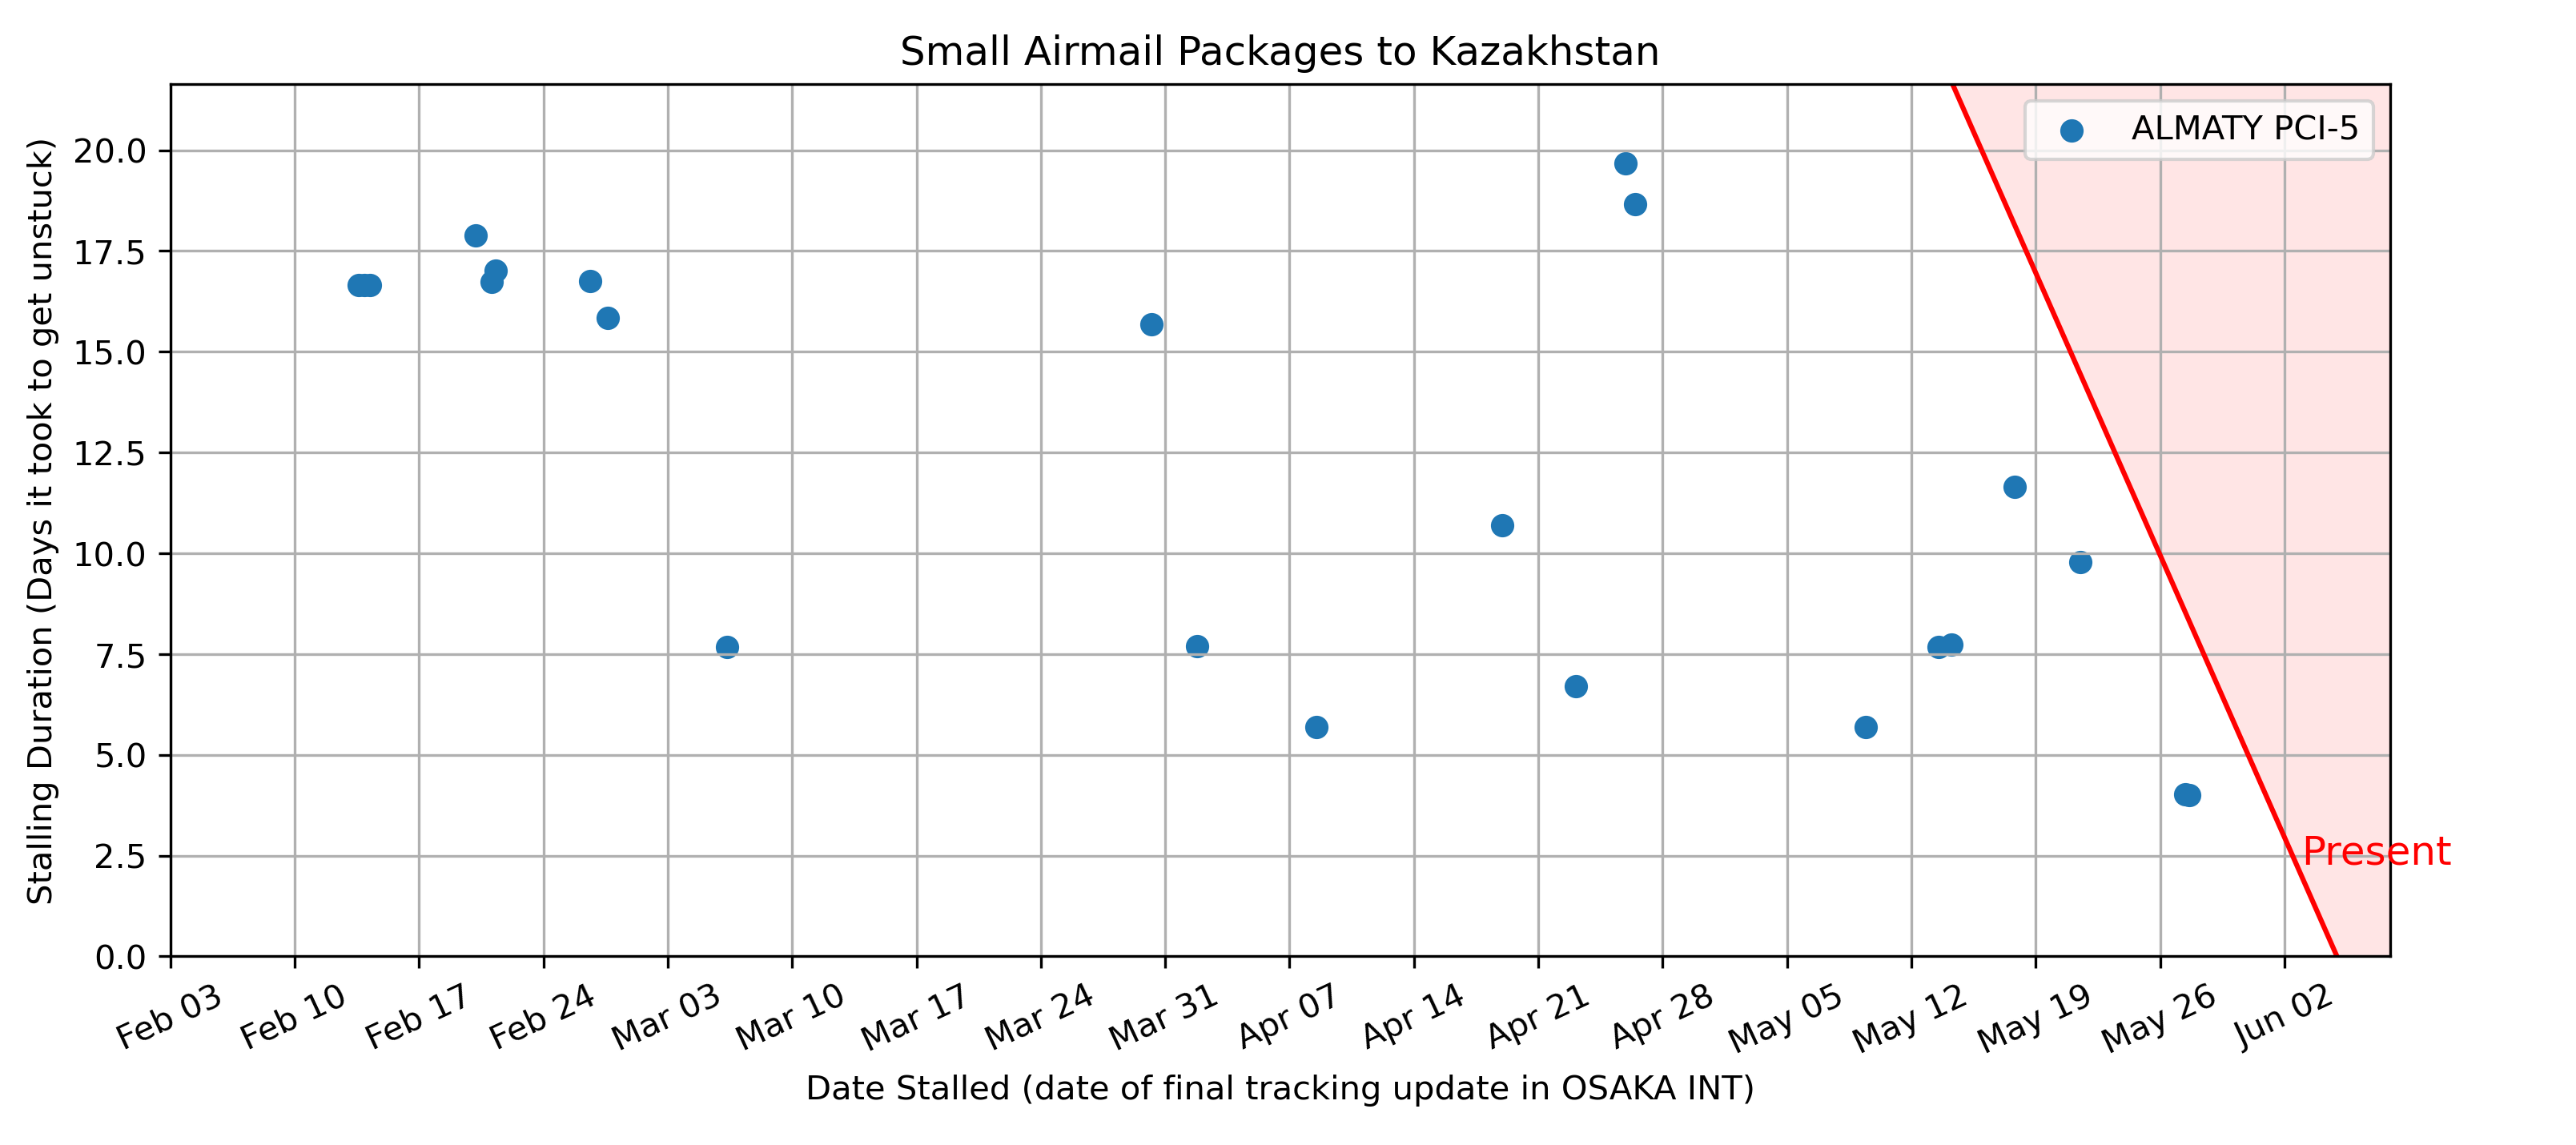 Small Airmail Packages to Kazakhstan
ALMATY PCI-5
Stalling Duration (Days it took to get unstuck)
20.0
17.5
15.0
12.5
10.0
7.5
5.0
2.5
0.0
Present
Feb 03 Feb 10 Feb 17 Feb 24 Mar 03 Mar 10 Mar 17 Mar 24 Mar 31 Apr 07 Apr 14 Apr 21 Apr 28 May 05 May 12 May 19 May 26 Jun 02
Date Stalled (date of final tracking update in OSAKA INT)